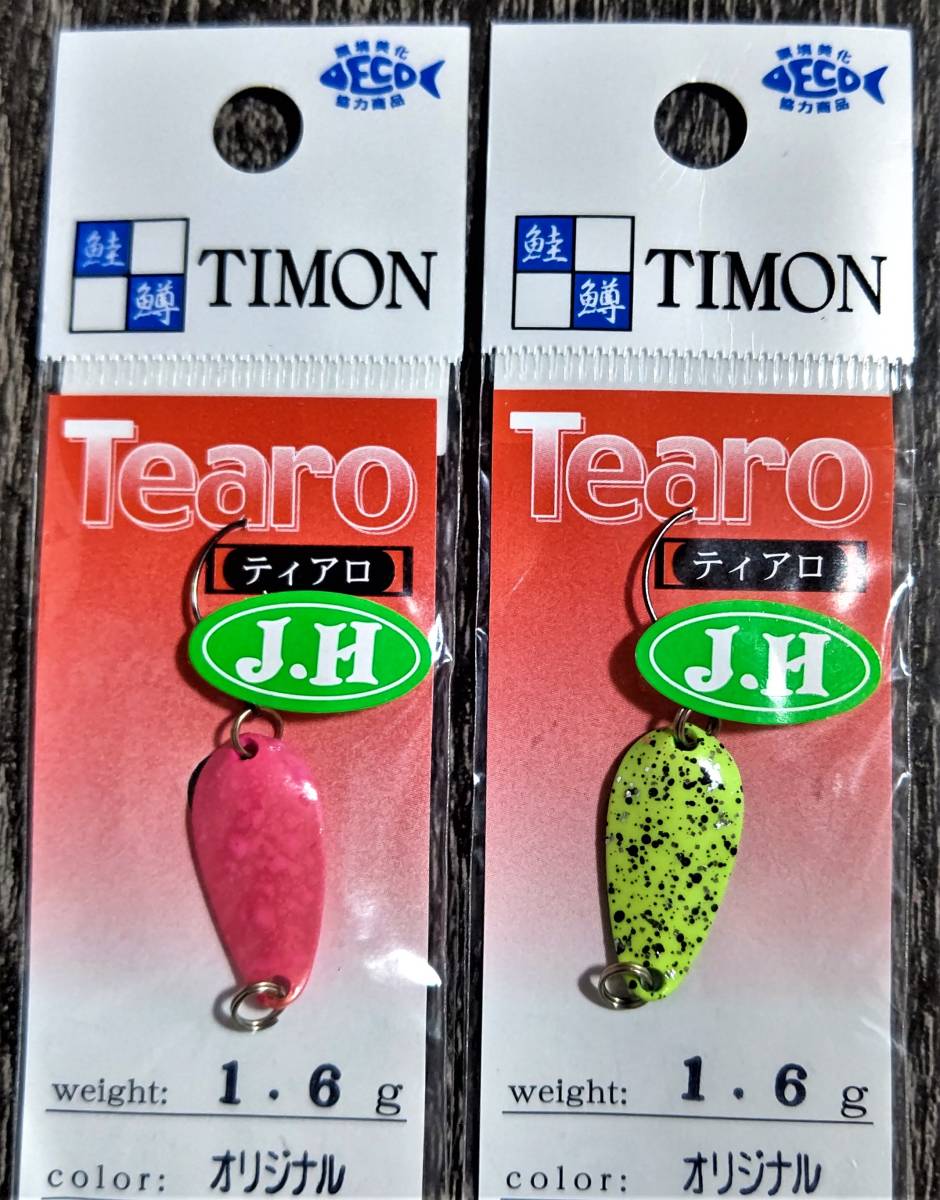 環境美化
ECO
協力商品
鮭
鱒
TIMON
Tearo
ティアロ
J.H
weight: 1.6 g
color: オリジナル
環境美化
ECO
協力商品
鮭
鱒
TIMON
Tearo
ティアロ
J.H
weight: 1.6 g
color: オリジナル